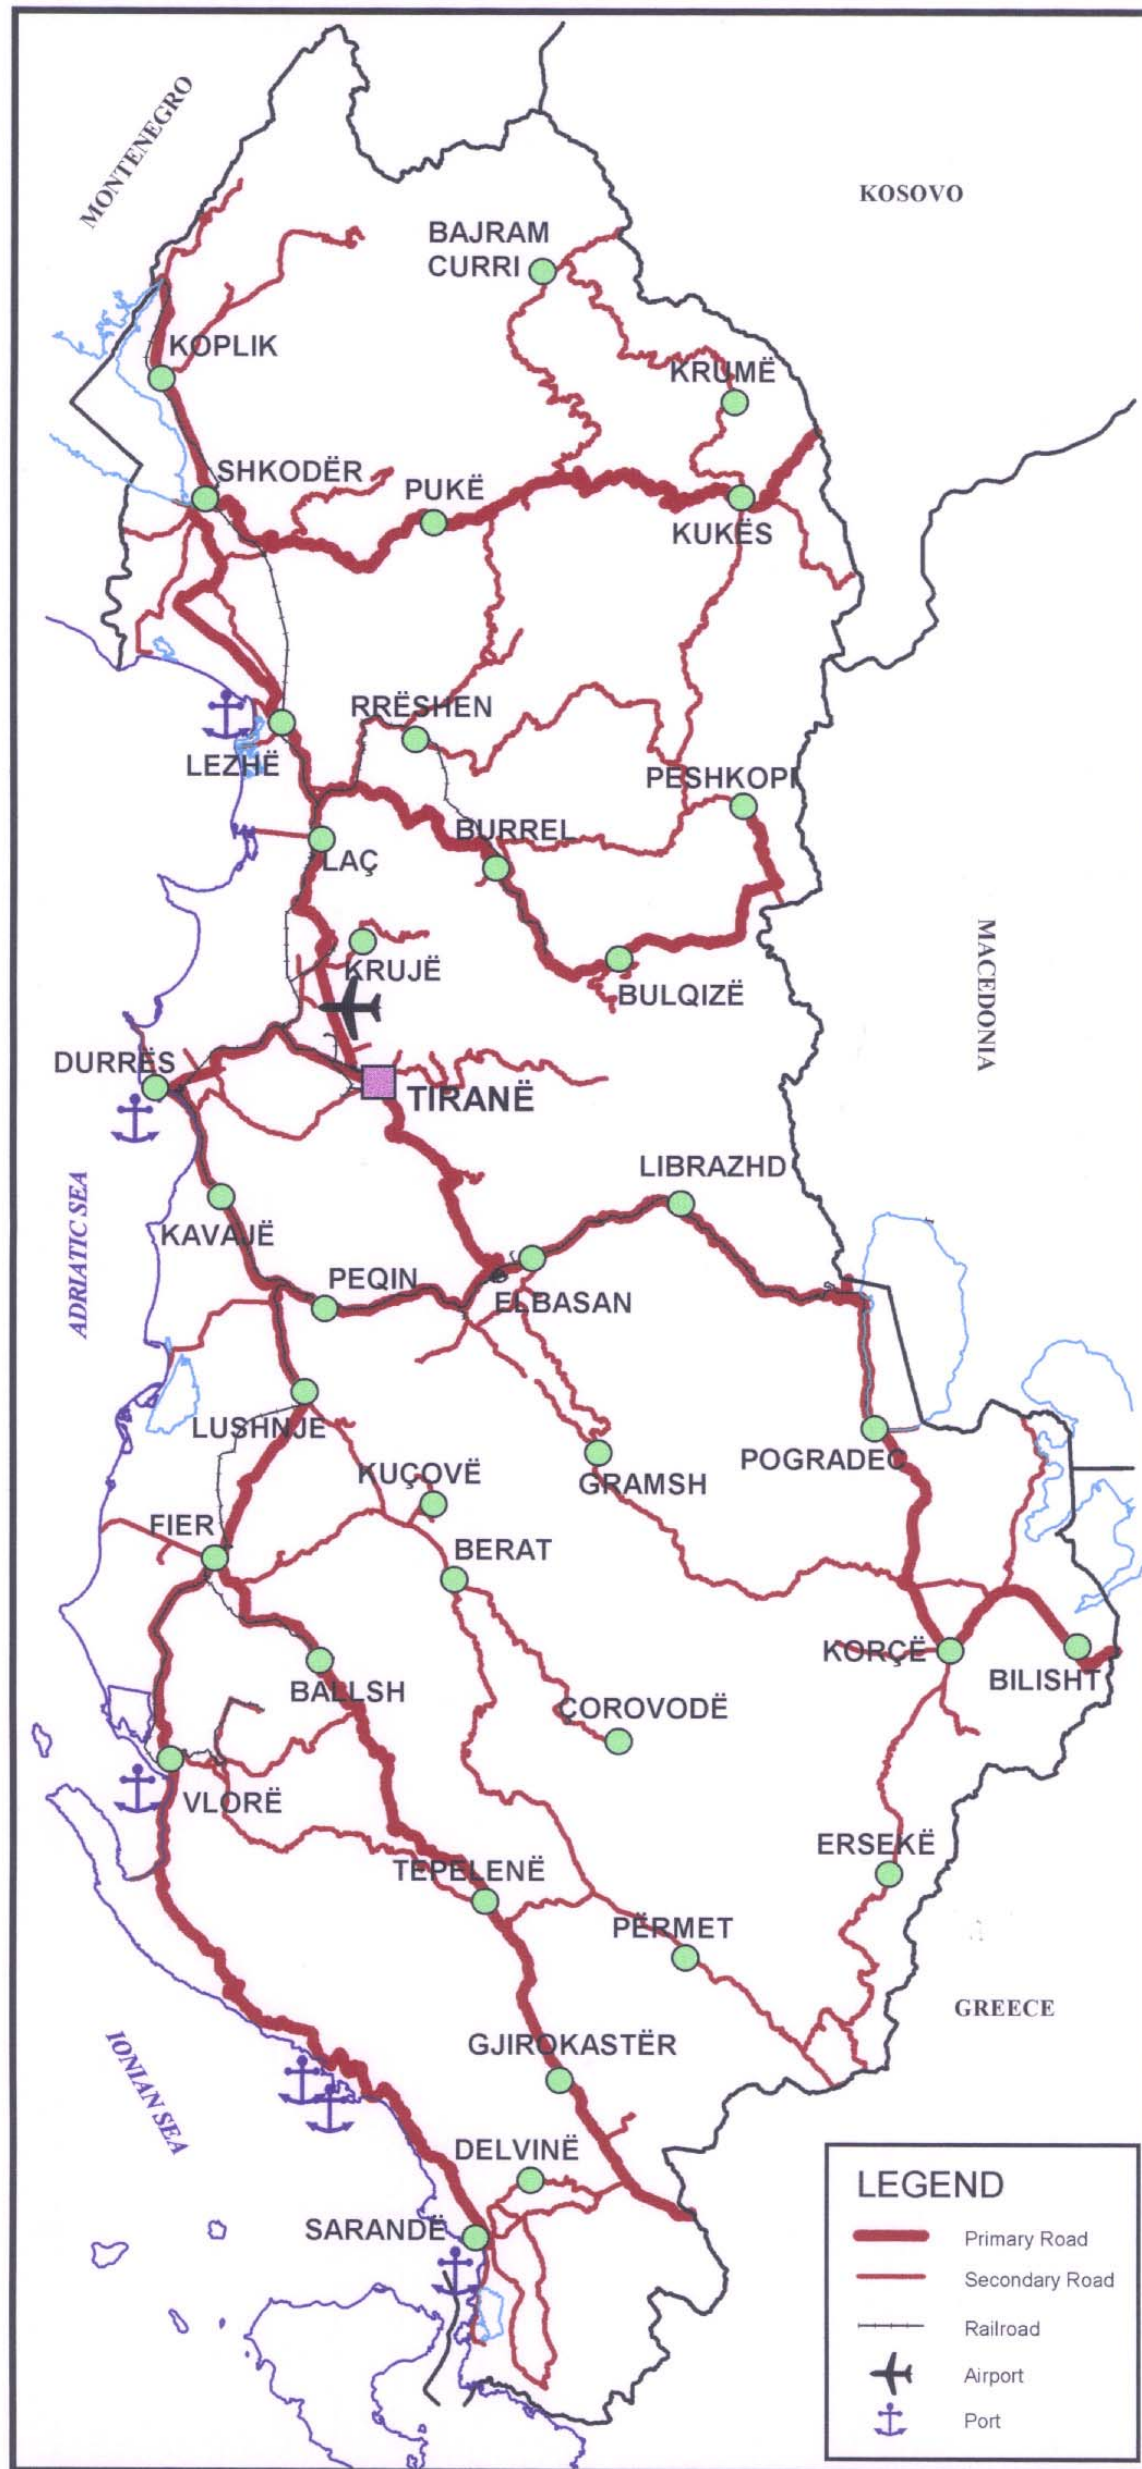 MONTENEGRO
KOSOVO
BAJRAM
CURRI
KOPLIK
KRUMË
SHKODËR
PUKË
KUKËS
RRËSHEN
LEZHË
PESHKOPI
BURREL
LAÇ
KRUJË
BULQIZË
MACEDONIA
DURRËS
TIRANË
LIBRAZHD
ADRIATIC SEA
KAVAJË
PEQIN
ELBASAN
LUSHNJE
POGRADEC
KUÇOVË
GRAMSH
FIER
BERAT
KORÇË
BILISHT
BALLSH
ÇOROVODË
VLORË
ERSEKË
TEPELENË
PËRMET
GREECE
IONIAN SEA
GJIROKASTËR
DELVINË
SARANDË
LEGEND
Primary Road
Secondary Road
Railroad
Airport
Port